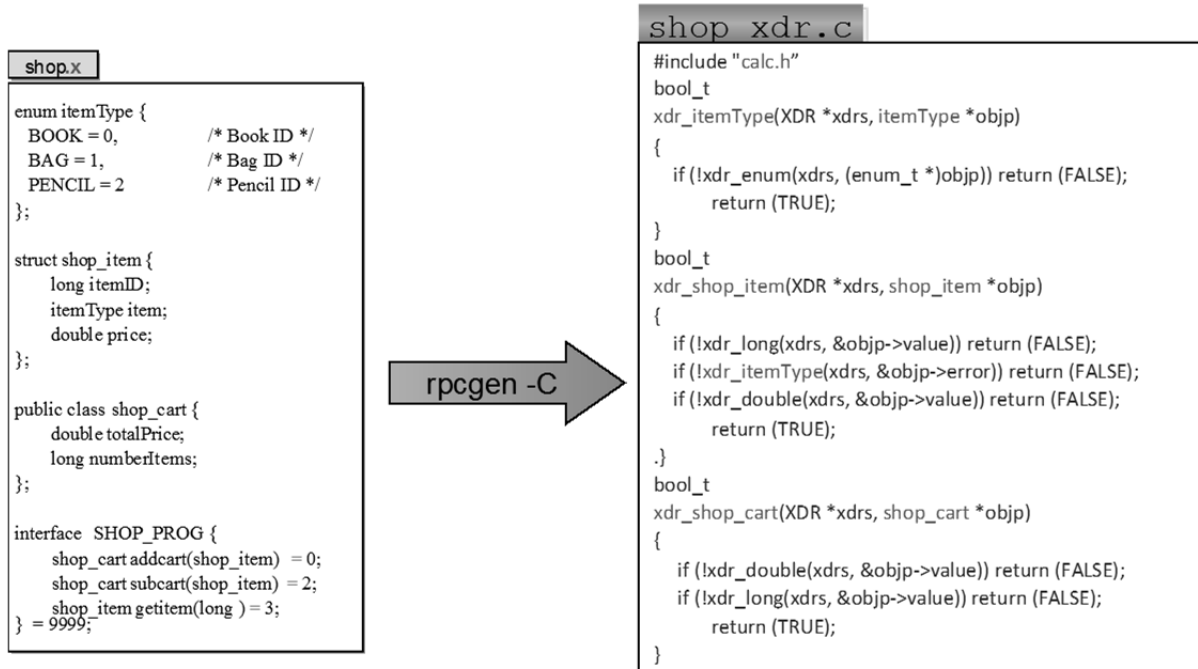 shop.x
enum itemType {
BOOK = 0, /* Book ID */
BAG = 1, /* Bag ID */
PENCIL = 2 /* Pencil ID */
};
struct shop_item {
long itemID;
itemType item;
double price;
};
public class shop_cart {
double totalPrice;
long numberItems;
};
interface SHOP_PROG {
shop_cart addcart(shop_item) = 0;
shop_cart subcart(shop_item) = 2;
shop_item getitem(long ) = 3;
} = 9999;
rpcgen -C
shop_xdr.c
#include "calc.h”
bool_t
xdr_itemType(XDR *xdrs, itemType *objp)
{
if (!xdr_enum(xdrs, (enum_t *)objp)) return (FALSE);
return (TRUE);
}
bool_t
xdr_shop_item(XDR *xdrs, shop_item *objp)
{
if (!xdr_long(xdrs, &objp->value)) return (FALSE);
if (!xdr_itemType(xdrs, &objp->error)) return (FALSE);
if (!xdr_double(xdrs, &objp->value)) return (FALSE);
return (TRUE);
.}
bool_t
xdr_shop_cart(XDR *xdrs, shop_cart *objp)
{
if (!xdr_double(xdrs, &objp->value)) return (FALSE);
if (!xdr_long(xdrs, &objp->value)) return (FALSE);
return (TRUE);
}